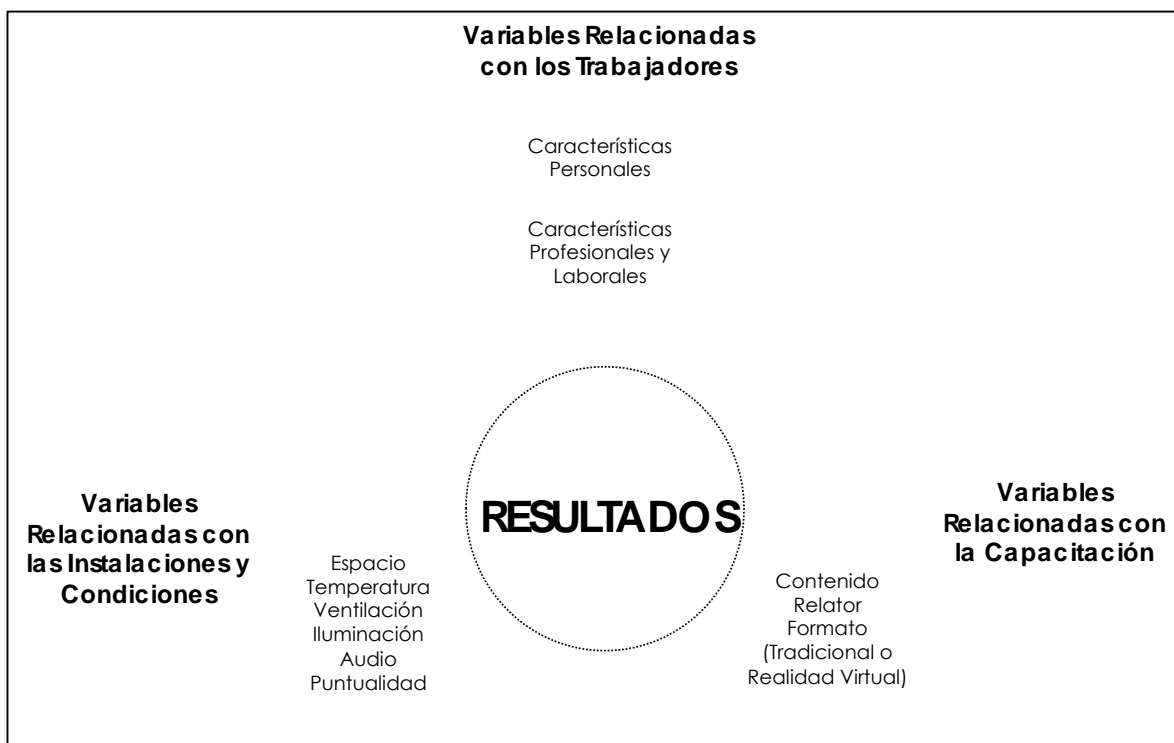 Variables Relacionadas
con los Trabajadores
Características
Personales
Características
Profesionales y
Laborales
RESULTADOS
Variables
Relacionadas con
las Instalaciones y
Condiciones
Espacio
Temperatura
Ventilación
Iluminación
Audio
Puntualidad
Variables
Relacionadas con
la Capacitación
Contenido
Relator
Formato
(Tradicional o
Realidad Virtual)